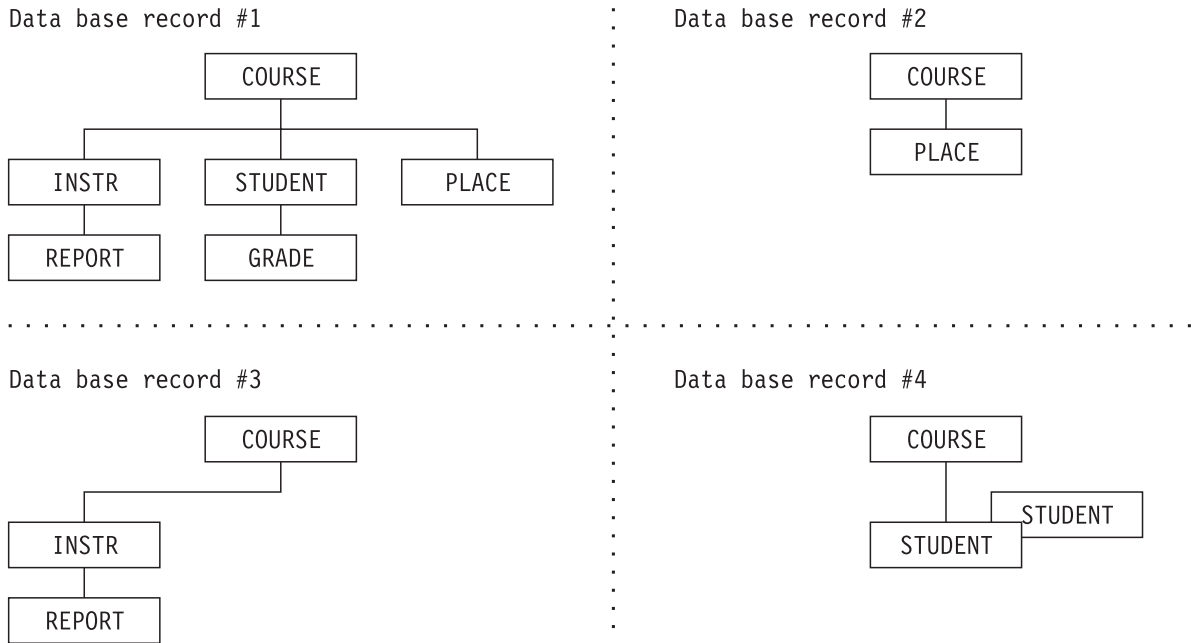 Data base record #1
COURSE
INSTR STUDENT PLACE
REPORT GRADE
Data base record #2
COURSE
PLACE
Data base record #3
COURSE
INSTR
REPORT
Data base record #4
COURSE
STUDENT
STUDENT